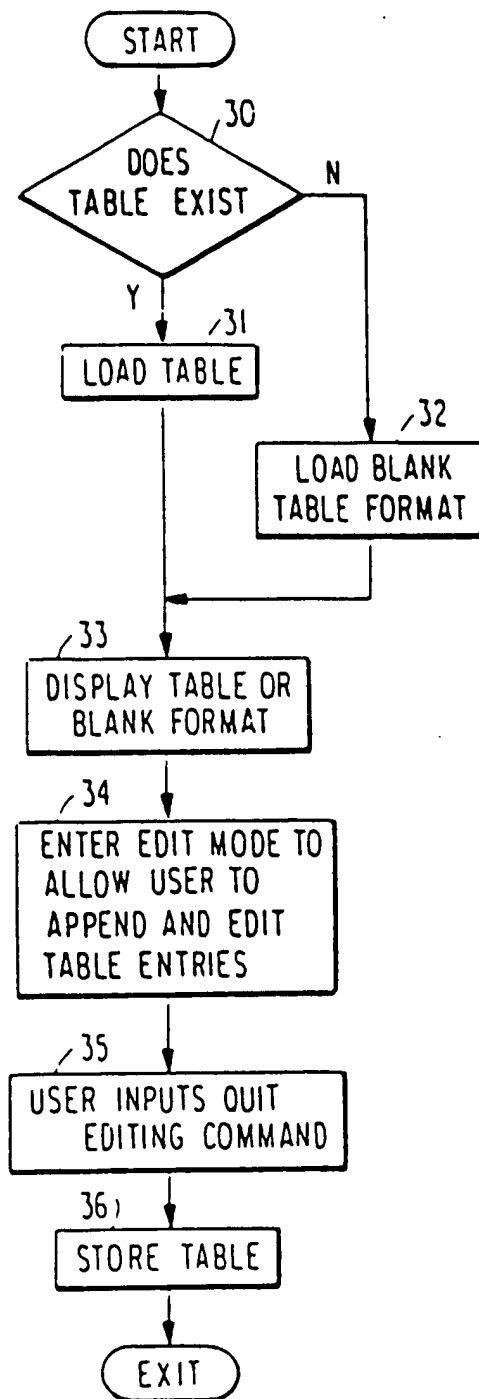 START
30
DOES
TABLE EXIST
N
Y
31
LOAD TABLE
32
LOAD BLANK
TABLE FORMAT
33
DISPLAY TABLE OR
BLANK FORMAT
34
ENTER EDIT MODE TO
ALLOW USER TO
APPEND AND EDIT
TABLE ENTRIES
35
USER INPUTS QUIT
EDITING COMMAND
36
STORE TABLE
EXIT